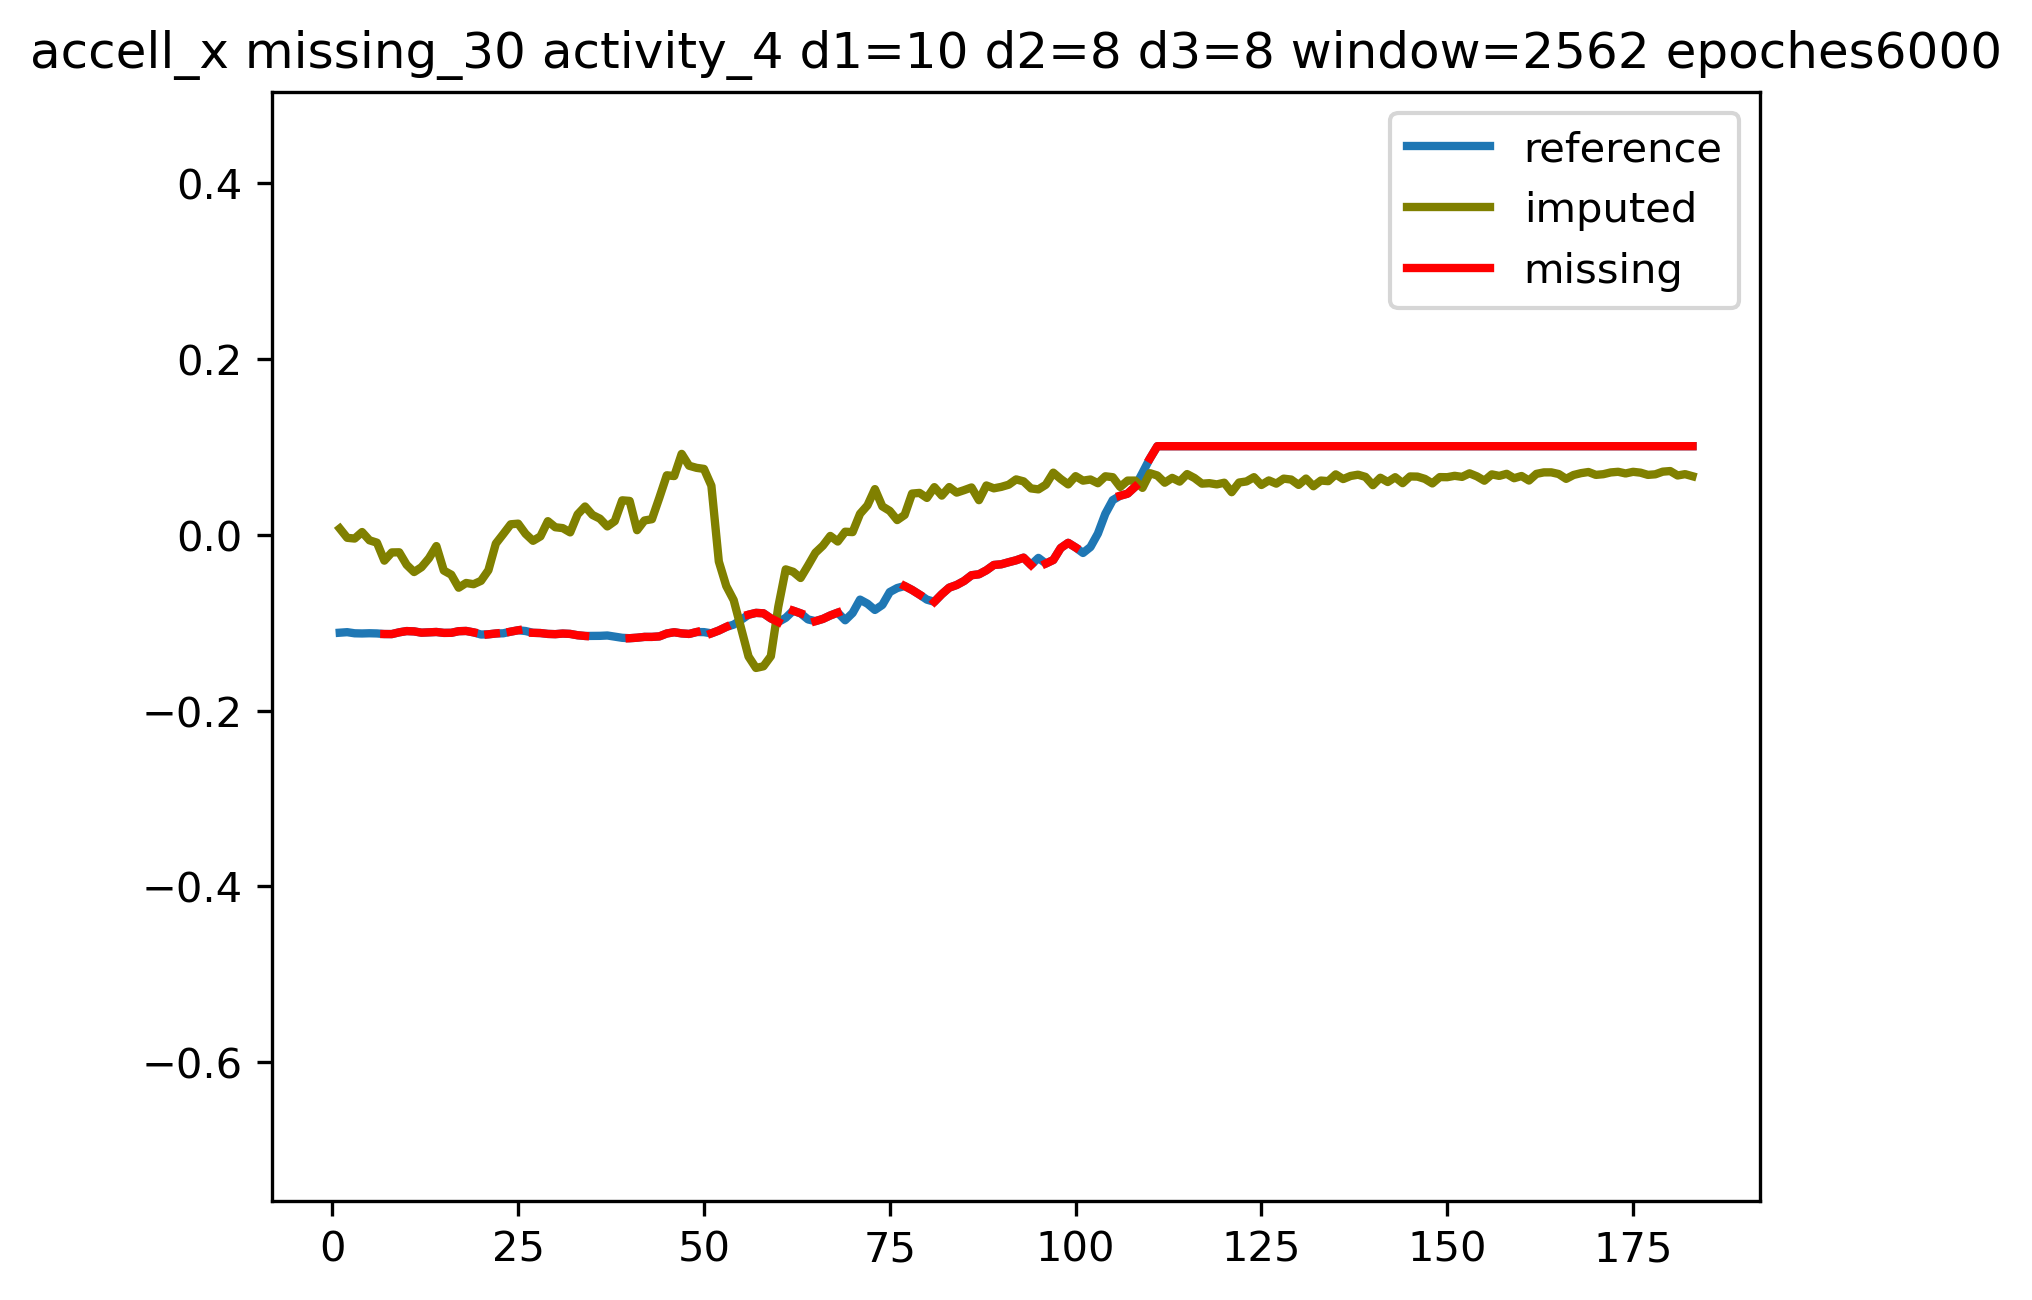 accell_x missing_30 activity_4 d1=10 d2=8 d3=8 window=2562 epoches6000
reference
imputed
missing
0.4
0.2
0.0
−0.2
−0.4
−0.6
0 25 50 75 100 125 150 175